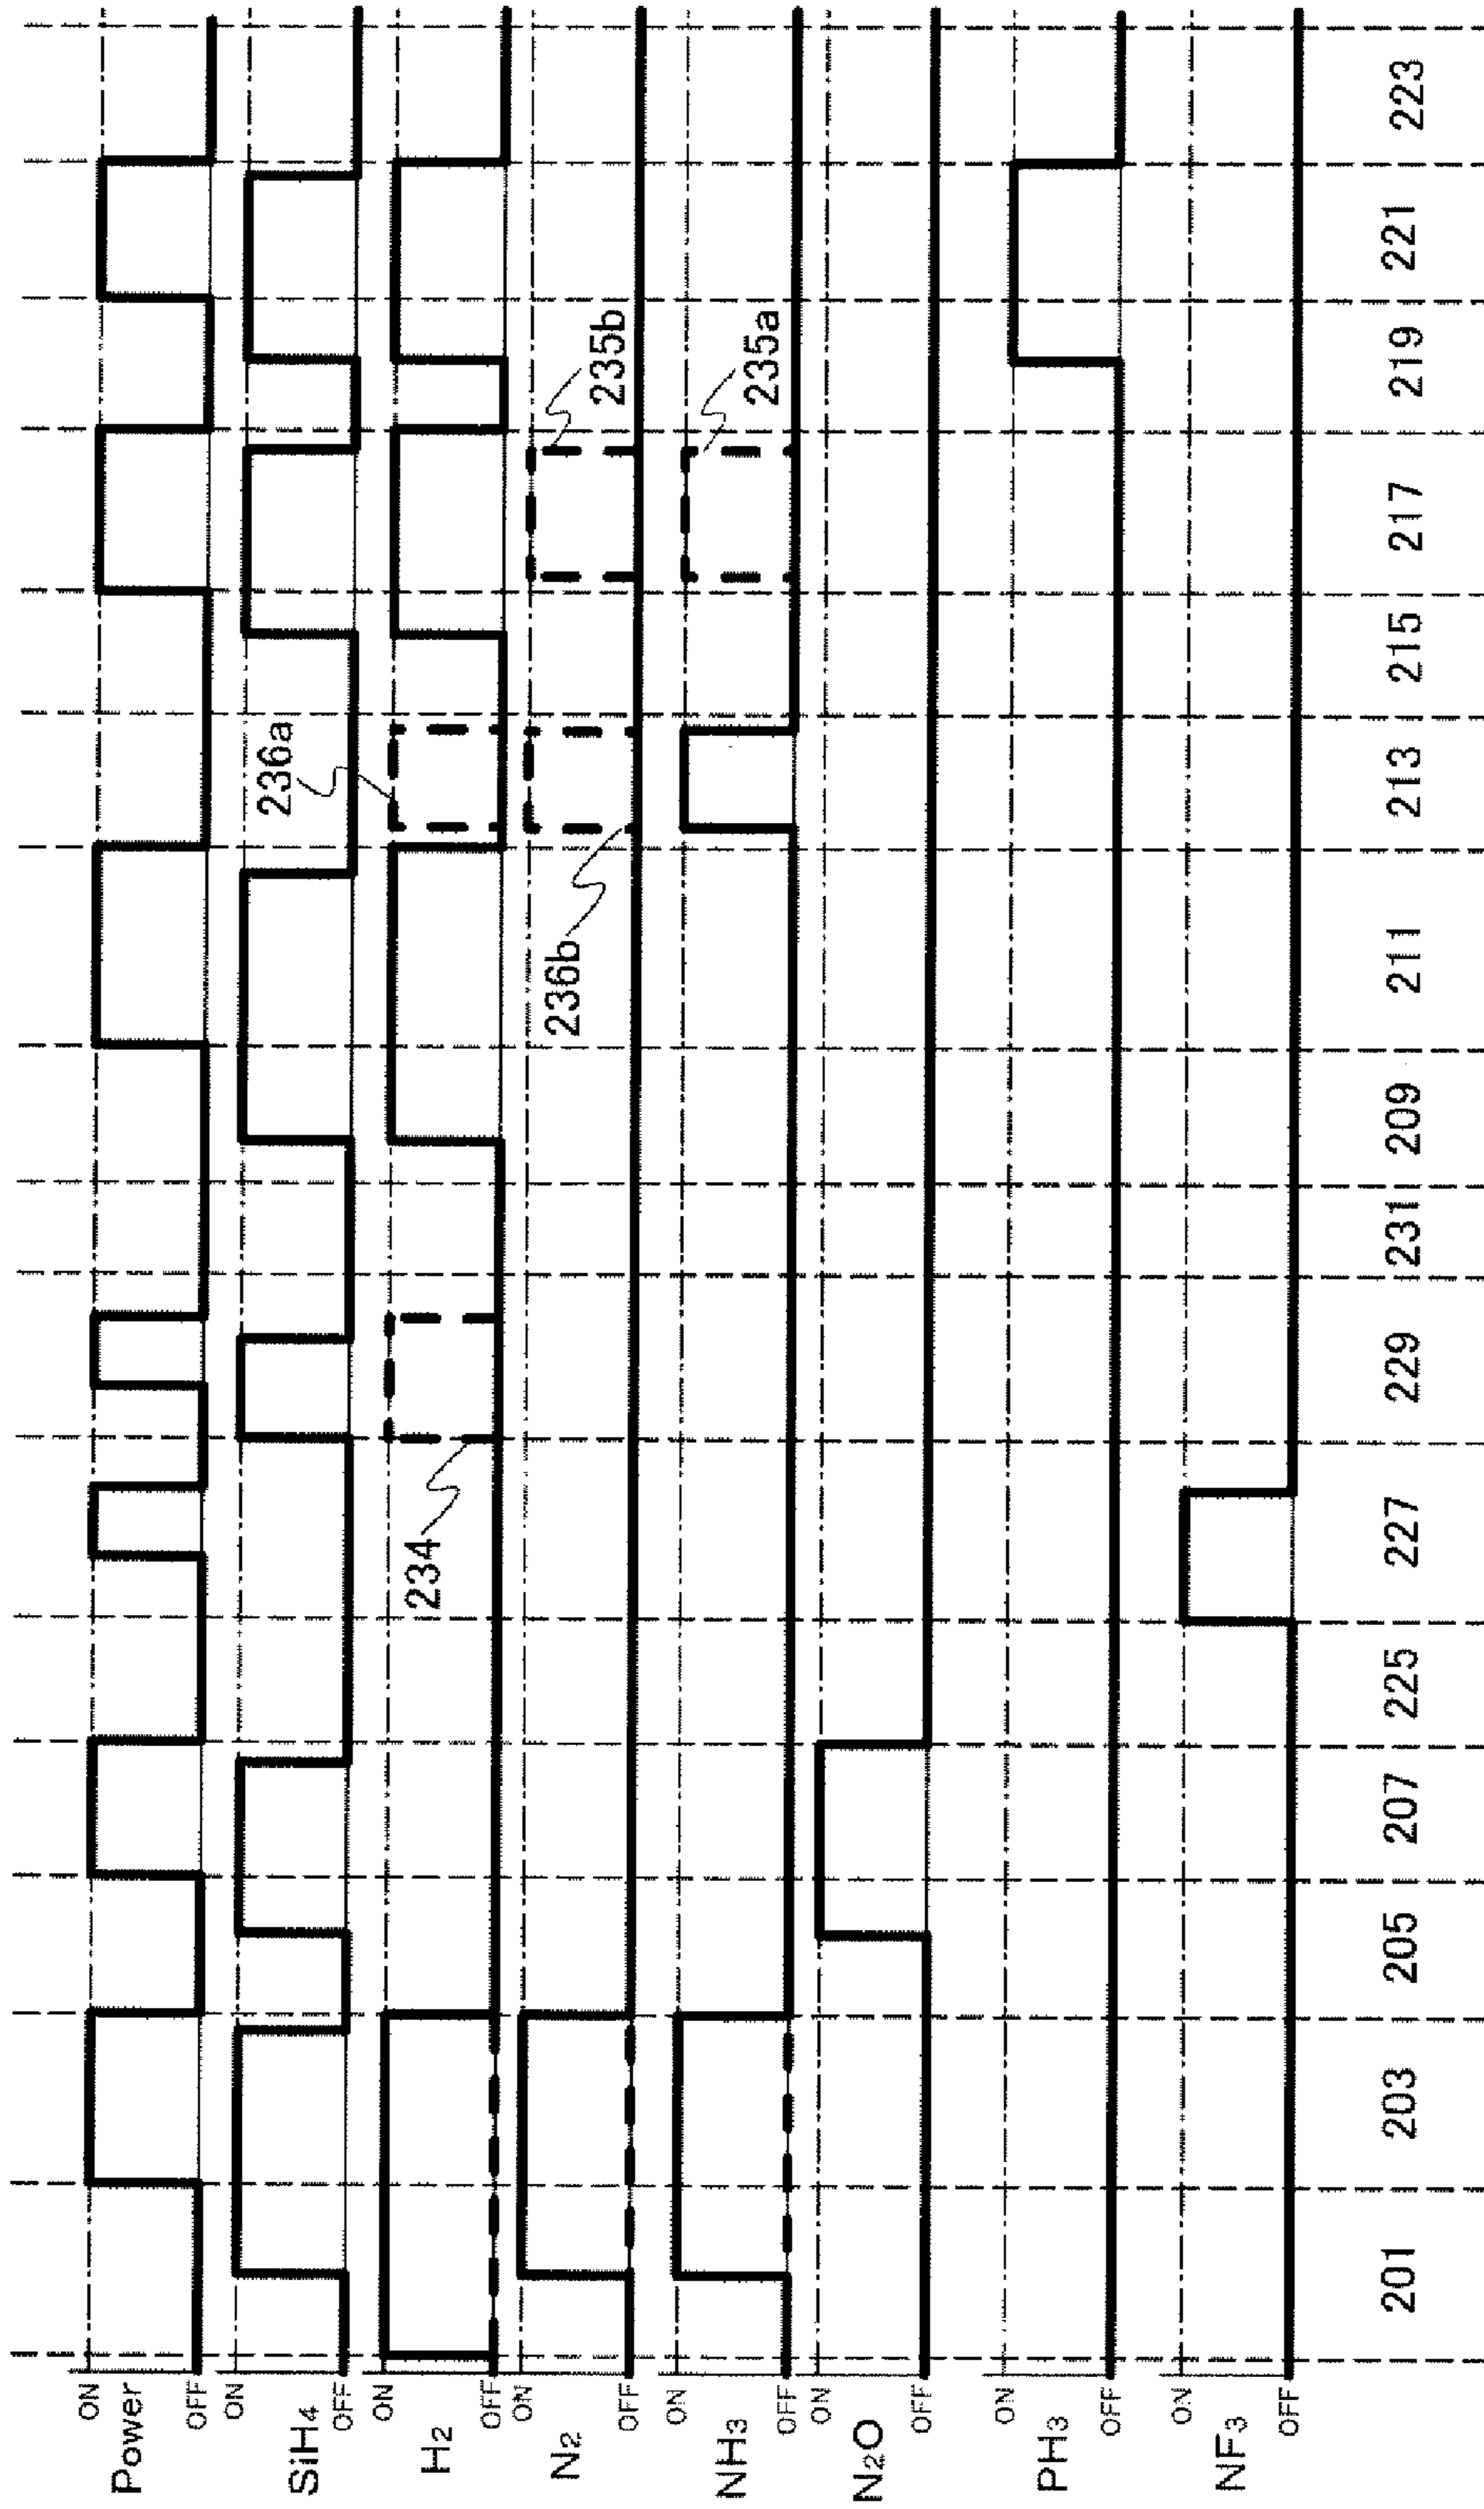 Power
ON
OFF
SiH4
ON
OFF
H2
ON
OFF
N2
ON
OFF
NH3
ON
OFF
N2O
ON
OFF
PH3
ON
OFF
NF3
ON
OFF
234
236a
236b
235b
235a
201 203 205 207 225 227 229 231 209 211 213 215 217 219 221 223